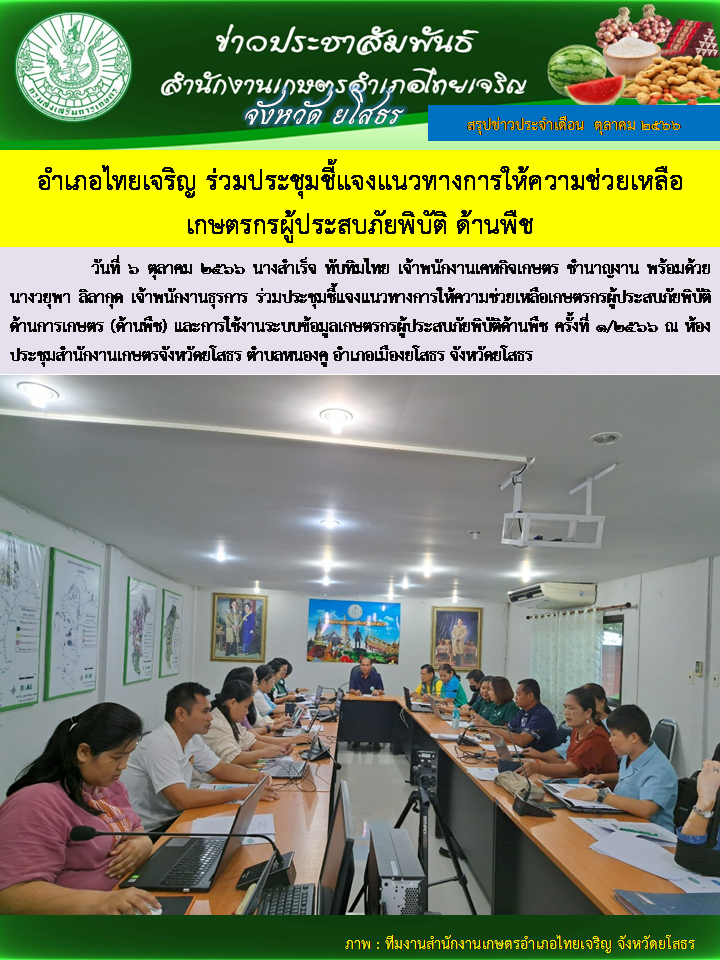 กรมส่งเสริมการเกษตร
ข่าวประชาสัมพันธ์
สำนักงานเกษตรอำเภอไทยเจริญ
จังหวัด ยโสธร
สรุปข่าวประจำเดือน ตุลาคม ๒๕๖๖
อำเภอไทยเจริญ ร่วมประชุมชี้แจงแนวทางการให้ความช่วยเหลือ
เกษตรกรผู้ประสบภัยพิบัติ ด้านพืช
วันที่ ๖ ตุลาคม ๒๕๖๖ นางสำเร็จ ทับทิมไทย เจ้าพนักงานเคหกิจเกษตร ชำนาญงาน พร้อมด้วย
นางวยุพา ลิลากุด เจ้าพนักงานธุรการ ร่วมประชุมชี้แจงแนวทางการให้ความช่วยเหลือเกษตรกรผู้ประสบภัยพิบัติ
ด้านการเกษตร (ด้านพืช) และการใช้งานระบบข้อมูลเกษตรกรผู้ประสบภัยพิบัติด้านพืช ครั้งที่ ๑/๒๕๖๖ ณ ห้อง
ประชุมสำนักงานเกษตรจังหวัดยโสธร ตำบลหนองคู อำเภอเมืองยโสธร จังหวัดยโสธร
ภาพ : ทีมงานสำนักงานเกษตรอำเภอไทยเจริญ จังหวัดยโสธร